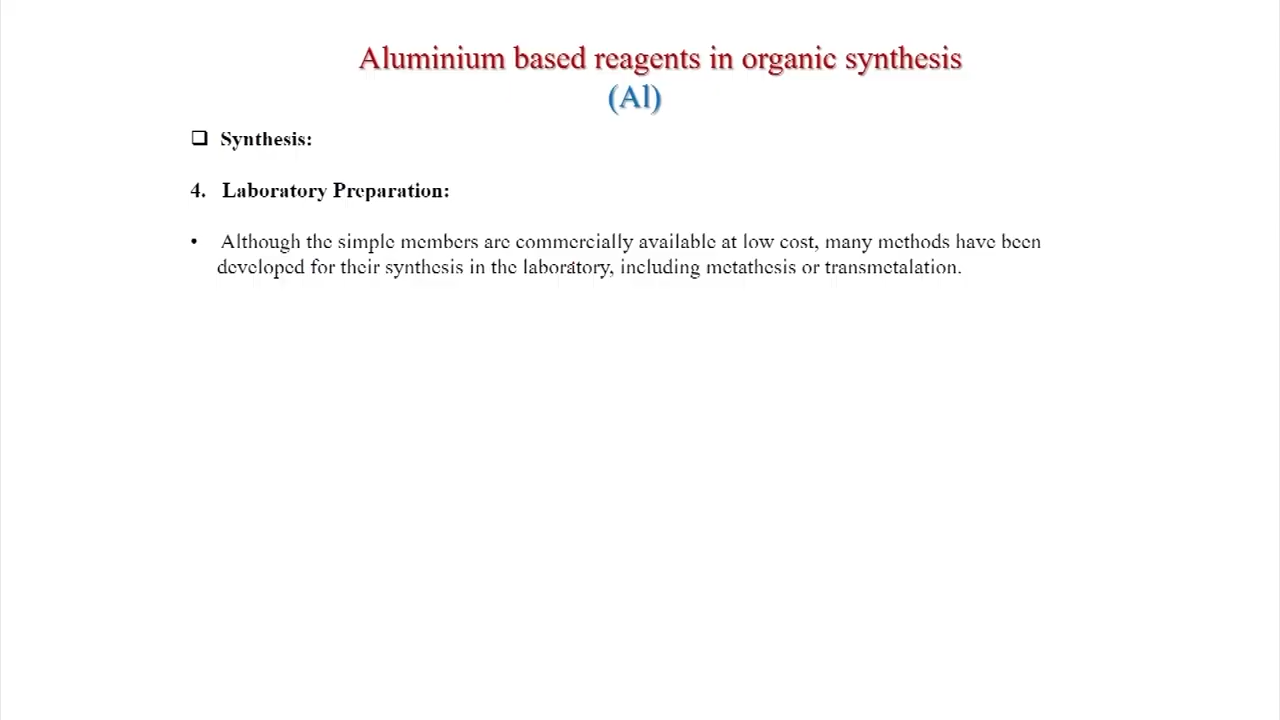 Aluminium based reagents in organic synthesis
(Al)
❑ Synthesis:
4. Laboratory Preparation:
• Although the simple members are commercially available at low cost, many methods have been
developed for their synthesis in the laboratory, including metathesis or transmetalation.